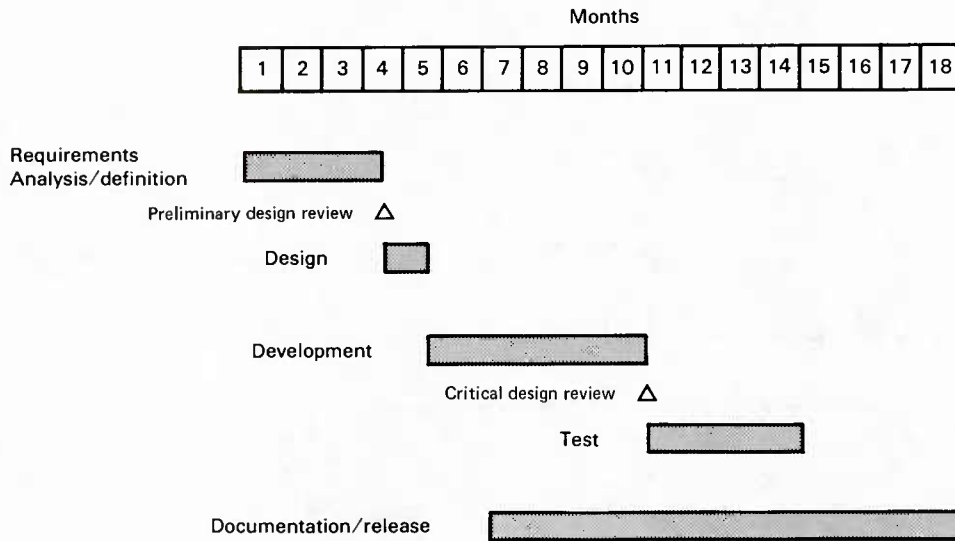 Months
1 2 3 4 5 6 7 8 9 10 11 12 13 14 15 16 17 18
Requirements
Analysis/definition
Preliminary design review
Design
Development
Critical design review
Test
Documentation/release